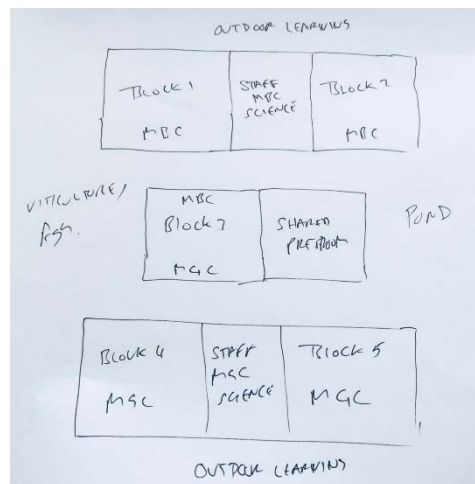 OUTDOOR LEARNING
Block 1
MBC
STAFF
MBC
SCIENCE
Block 2
MBC
VITICULTURE/
Agr.
MBC
Block 3
MGC
SHARED
PREPROOM
POND
Block 4
MGC
STAFF
MGC
SCIENCE
Block 5
MGC
OUTDOOR LEARNING